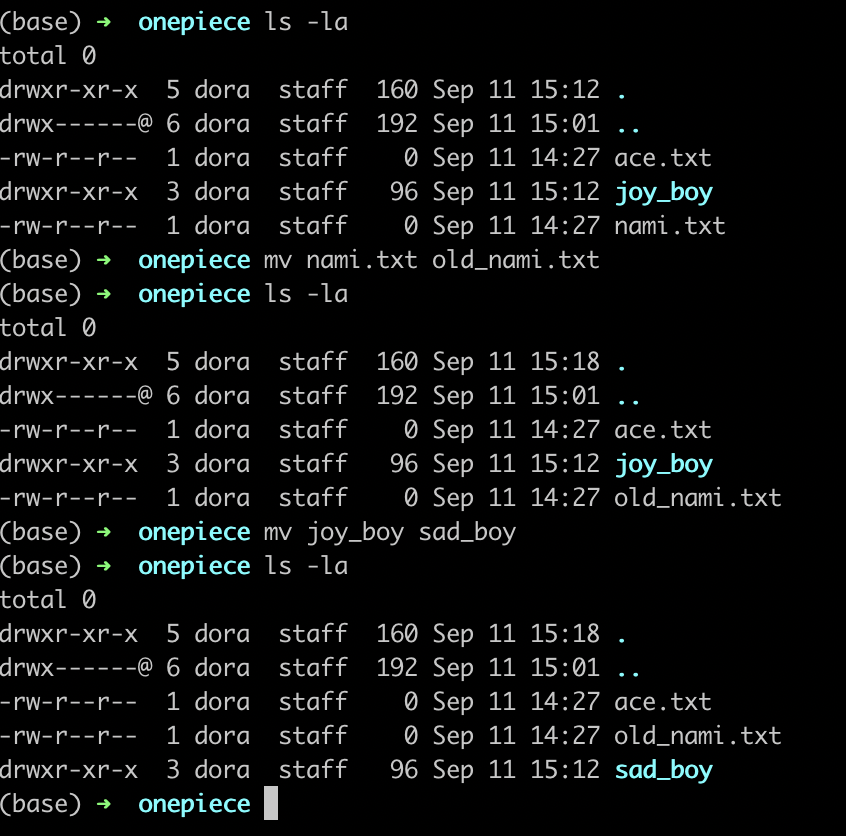 (base) ➜  onepiece ls -la
total 0
drwxr-xr-x  5 dora  staff  160 Sep 11 15:12 .
drwx------@ 6 dora  staff  192 Sep 11 15:01 ..
-rw-r--r--  1 dora  staff    0 Sep 11 14:27 ace.txt
drwxr-xr-x  3 dora  staff   96 Sep 11 15:12 joy_boy
-rw-r--r--  1 dora  staff    0 Sep 11 14:27 nami.txt
(base) ➜  onepiece mv nami.txt old_nami.txt
(base) ➜  onepiece ls -la
total 0
drwxr-xr-x  5 dora  staff  160 Sep 11 15:18 .
drwx------@ 6 dora  staff  192 Sep 11 15:01 ..
-rw-r--r--  1 dora  staff    0 Sep 11 14:27 ace.txt
drwxr-xr-x  3 dora  staff   96 Sep 11 15:12 joy_boy
-rw-r--r--  1 dora  staff    0 Sep 11 14:27 old_nami.txt
(base) ➜  onepiece mv joy_boy sad_boy
(base) ➜  onepiece ls -la
total 0
drwxr-xr-x  5 dora  staff  160 Sep 11 15:18 .
drwx------@ 6 dora  staff  192 Sep 11 15:01 ..
-rw-r--r--  1 dora  staff    0 Sep 11 14:27 ace.txt
-rw-r--r--  1 dora  staff    0 Sep 11 14:27 old_nami.txt
drwxr-xr-x  3 dora  staff   96 Sep 11 15:12 sad_boy
(base) ➜  onepiece